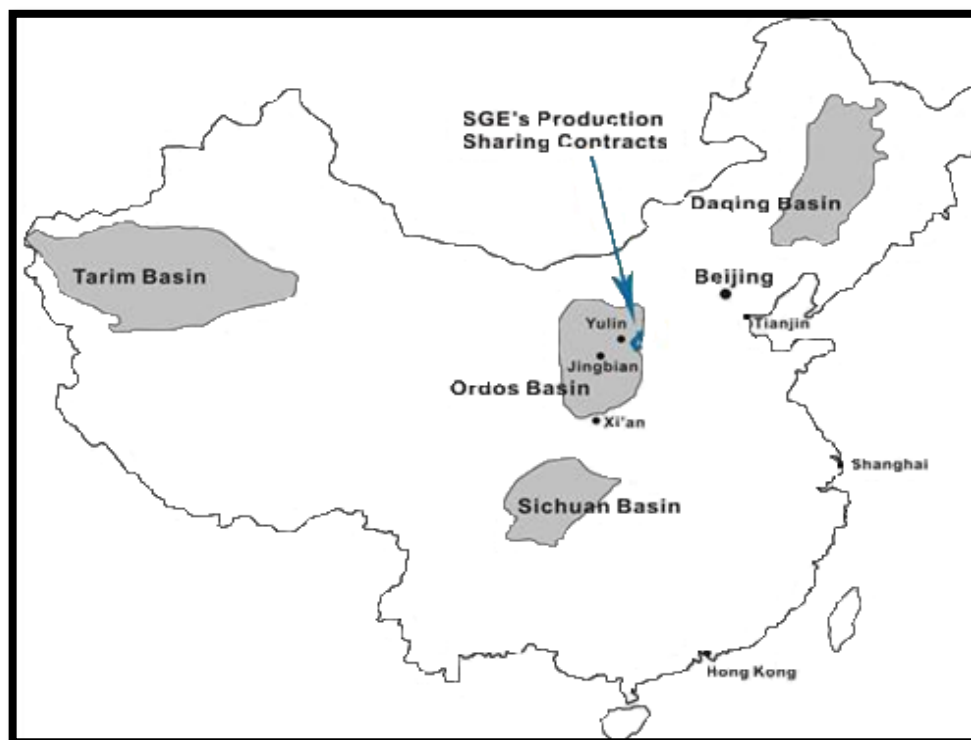 SGE's Production
Sharing Contracts
Daqing Basin
Tarim Basin
Beijing
Tianjin
Yulin
Jingbian
Ordos Basin
Xi'an
Shanghai
Sichuan Basin
Hong Kong